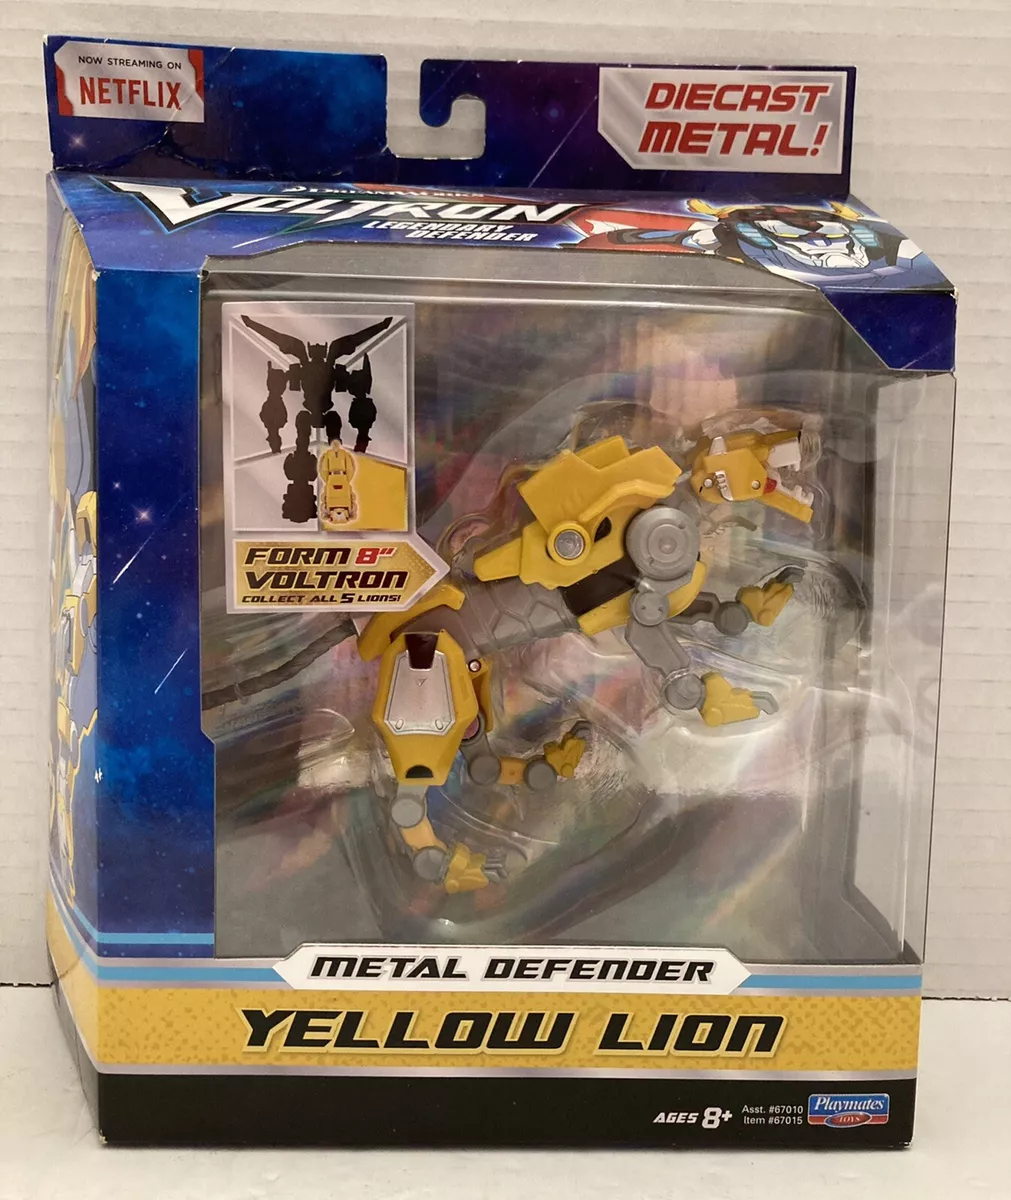 NOW STREAMING ON
NETFLIX
DIECAST
METAL!
DREAMWORKS
VOLTRON
LEGENDARY
DEFENDER
FORM 8"
VOLTRON
COLLECT ALL 5 LIONS!
METAL DEFENDER
YELLOW LION
AGES 8+
Asst. #67010
Item #67015
Playmates
TOYS